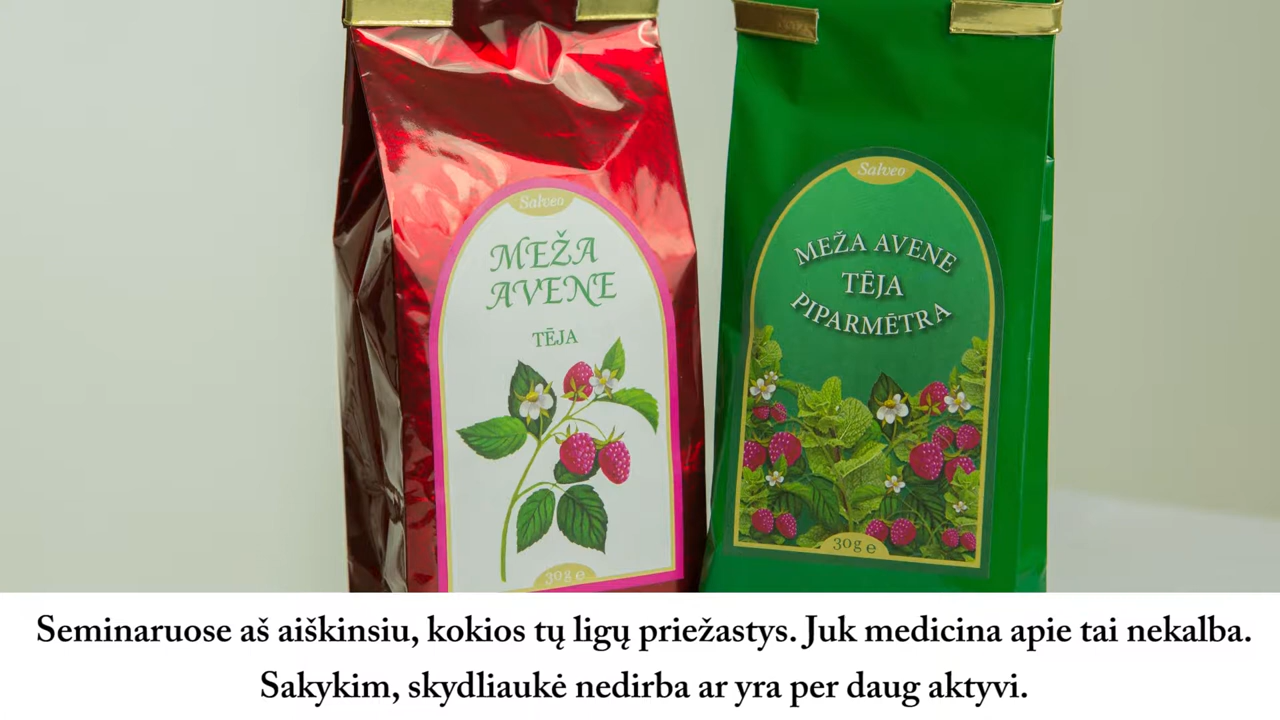 Salveo
MEŽA
AVENE
TĒJA
30g e
Salveo
MEŽA AVENE
TĒJA
PIPARMĒTRA
30g e
Seminaruose aš aiškinsiu, kokios tų ligų priežastys. Juk medicina apie tai nekalba.
Sakykim, skydliaukė nedirba ar yra per daug aktyvi.